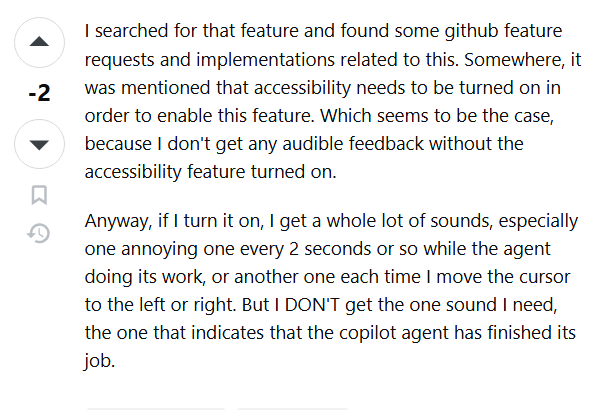 I searched for that feature and found some github feature
requests and implementations related to this. Somewhere, it
-2
was mentioned that accessibility needs to be turned on in
order to enable this feature. Which seems to be the case,
because I don't get any audible feedback without the
accessibility feature turned on.
Anyway, if I turn it on, I get a whole lot of sounds, especially
one annoying one every 2 seconds or so while the agent
doing its work, or another one each time I move the cursor
to the left or right. But I DON'T get the one sound I need,
the one that indicates that the copilot agent has finished its
job.